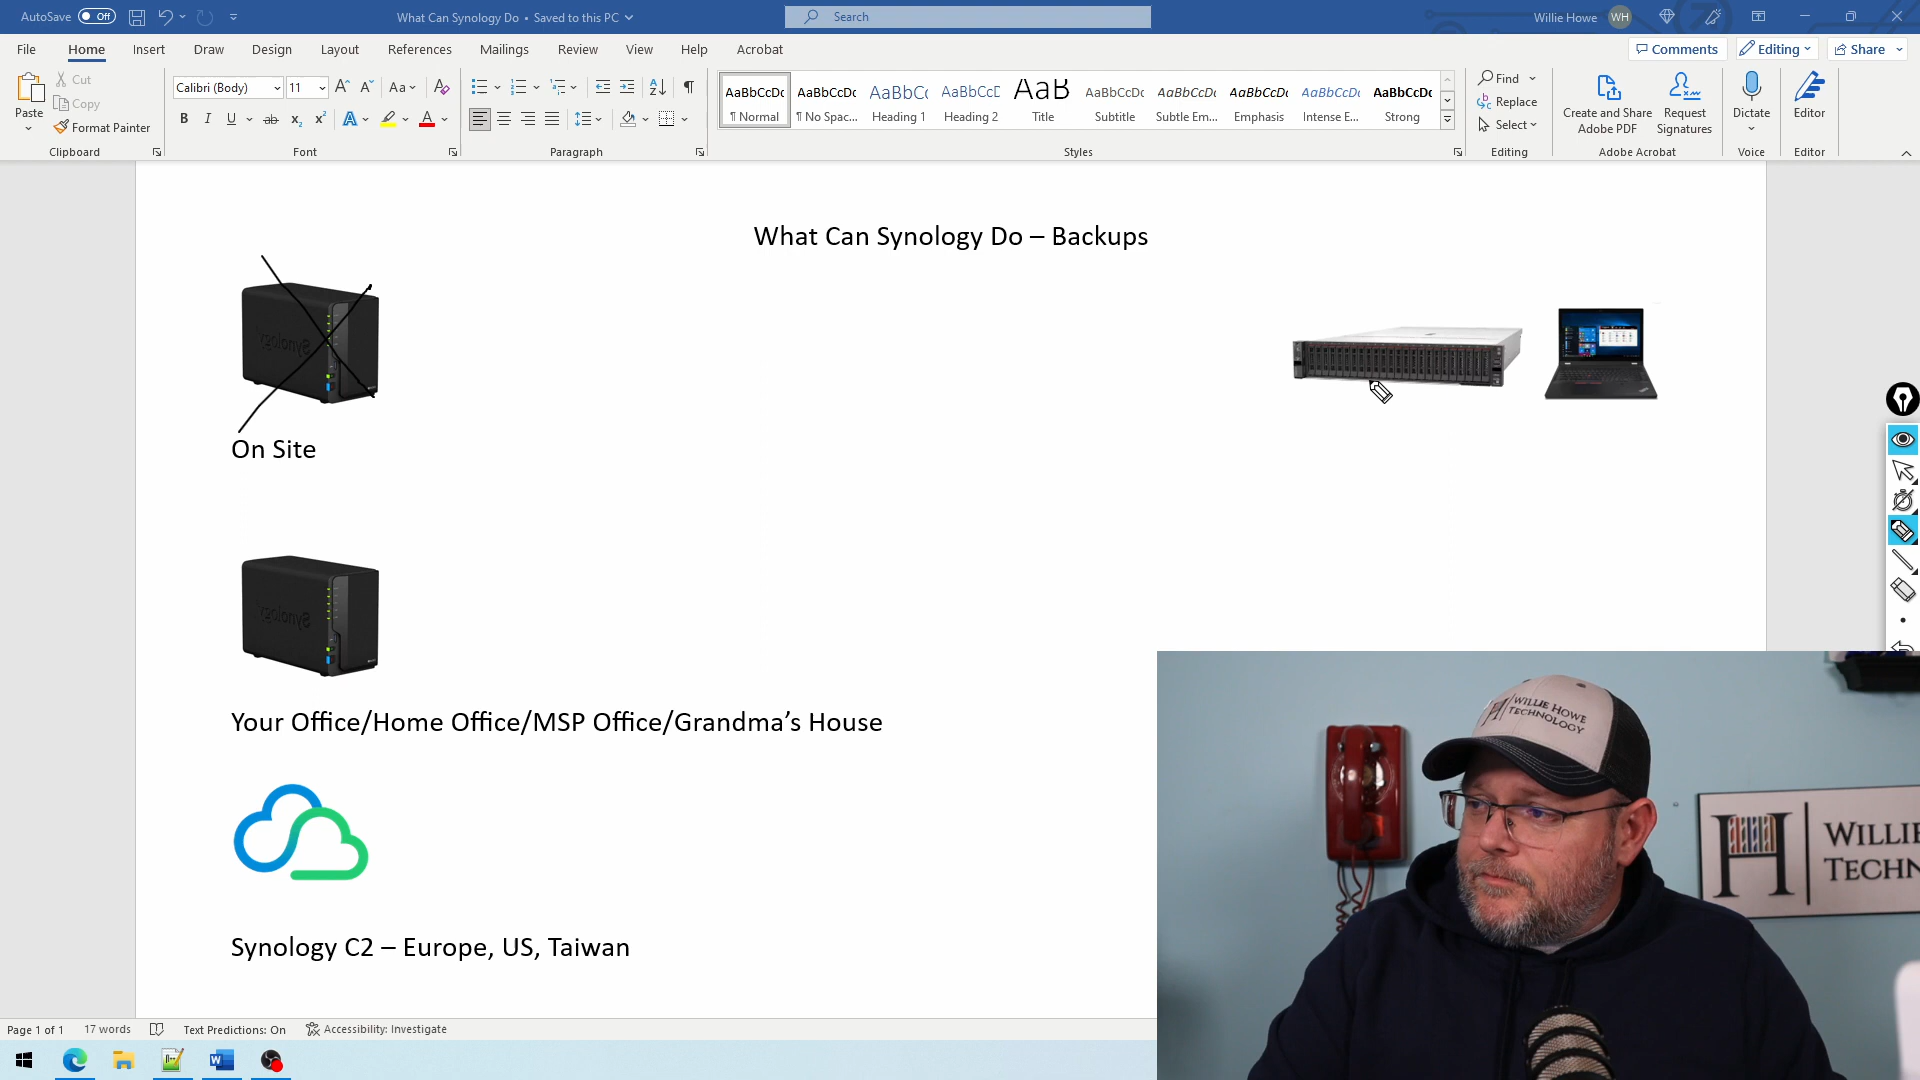 AutoSave Off
What Can Synology Do • Saved to this PC
Search
Willie Howe WH
File Home Insert Draw Design Layout References Mailings Review View Help Acrobat
Comments Editing Share
Paste
Cut
Copy
Format Painter
Clipboard
Calibri (Body) 11
Font
Paragraph
AaBbCcDc AaBbCcDc AaBbCc AaBbCcD AaB AaBbCcDc AaBbCcDc AaBbCcDc AaBbCcDc AaBbCcDc
¶ Normal ¶ No Spac... Heading 1 Heading 2 Title Subtitle Subtle Em... Emphasis Intense E... Strong
Styles
Find
Replace
Select
Editing
Create and Share
Adobe PDF
Request
Signatures
Adobe Acrobat
Dictate
Voice
Editor
Editor
What Can Synology Do – Backups
Synology
On Site
Synology
Your Office/Home Office/MSP Office/Grandma's House
Synology C2 – Europe, US, Taiwan
WILLIE HOWE
TECHNOLOGY
H WILLIE
TECHN
Page 1 of 1 17 words Text Predictions: On Accessibility: Investigate